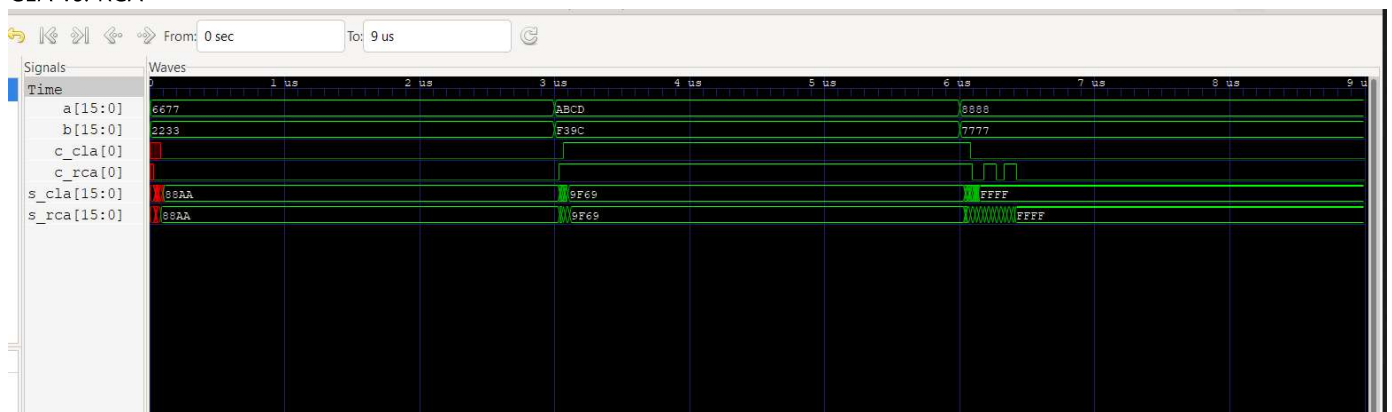 From: 0 sec To: 9 us
Signals Waves
Time 0 1 us 2 us 3 us 4 us 5 us 6 us 7 us 8 us 9 u
a[15:0] 6677 ABCD 8888
b[15:0] 2233 F39C 7777
c_cla[0]
c_rca[0]
s_cla[15:0] 88AA 9F69 FFFF
s_rca[15:0] 88AA 9F69 FFFF